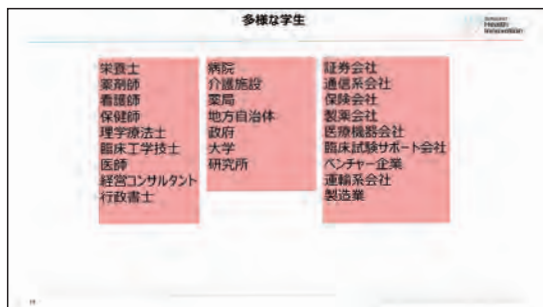 多様な学生
栄養士
薬剤師
看護師
保健師
理学療法士
臨床工学技士
医師
経営コンサルタント
行政書士
病院
介護施設
薬局
地方自治体
政府
大学
研究所
証券会社
通信系会社
保険会社
製薬会社
医療機器会社
臨床試験サポート会社
ベンチャー企業
運輸系会社
製造業